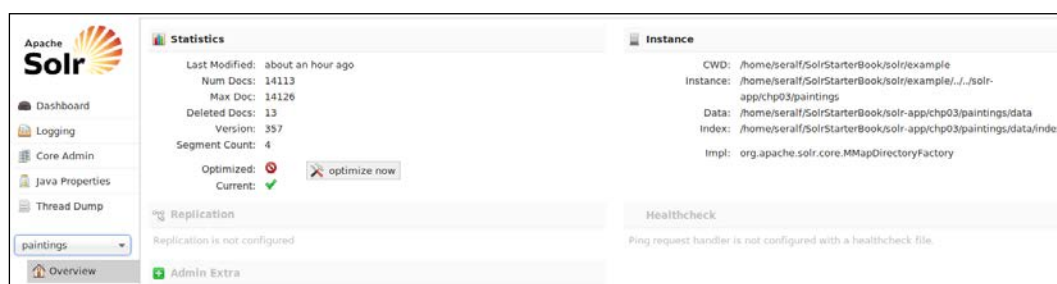 Apache
Solr
Dashboard
Logging
Core Admin
Java Properties
Thread Dump
paintings
Overview
Statistics
Last Modified: about an hour ago
Num Docs: 14113
Max Doc: 14126
Deleted Docs: 13
Version: 357
Segment Count: 4
Optimized:
optimize now
Current:
Replication
Replication is not configured
Admin Extra
Instance
CWD: /home/seralf/SolrStarterBook/solr/example
Instance: /home/seralf/SolrStarterBook/solr/example/../../solr-
app/chp03/paintings
Data: /home/seralf/SolrStarterBook/solr-app/chp03/paintings/data
Index: /home/seralf/SolrStarterBook/solr-app/chp03/paintings/data/inde
Impl: org.apache.solr.core.MMapDirectoryFactory
Healthcheck
Ping request handler is not configured with a healthcheck file.